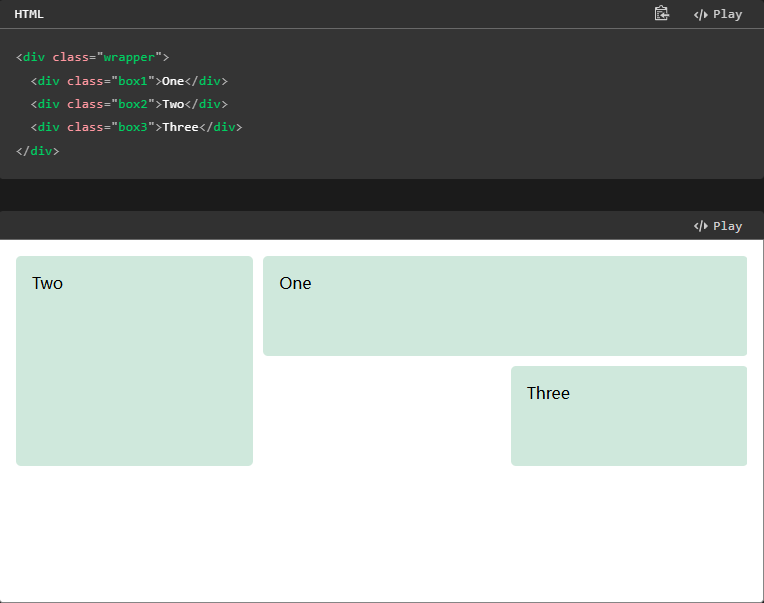 HTML
</> Play
<div class="wrapper">
  <div class="box1">One</div>
  <div class="box2">Two</div>
  <div class="box3">Three</div>
</div>
</> Play
Two
One
Three